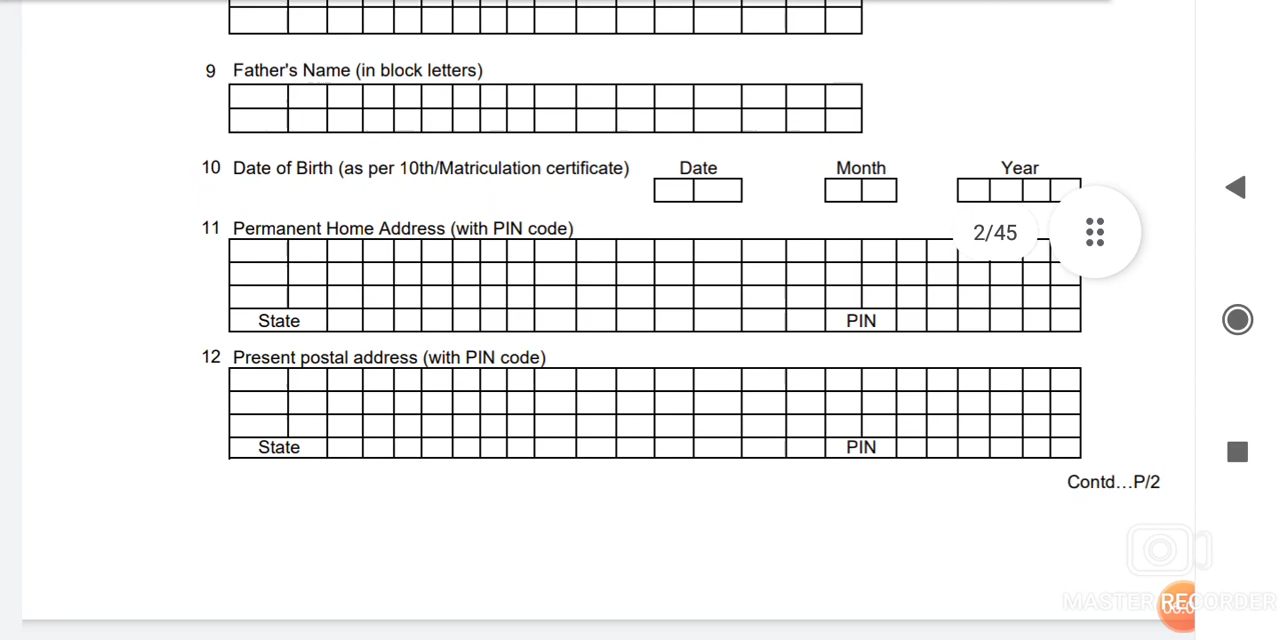 9 Father's Name (in block letters)
10 Date of Birth (as per 10th/Matriculation certificate) Date Month Year
11 Permanent Home Address (with PIN code)
2/45
State PIN
12 Present postal address (with PIN code)
State PIN
Contd…P/2
MASTER RECORDER